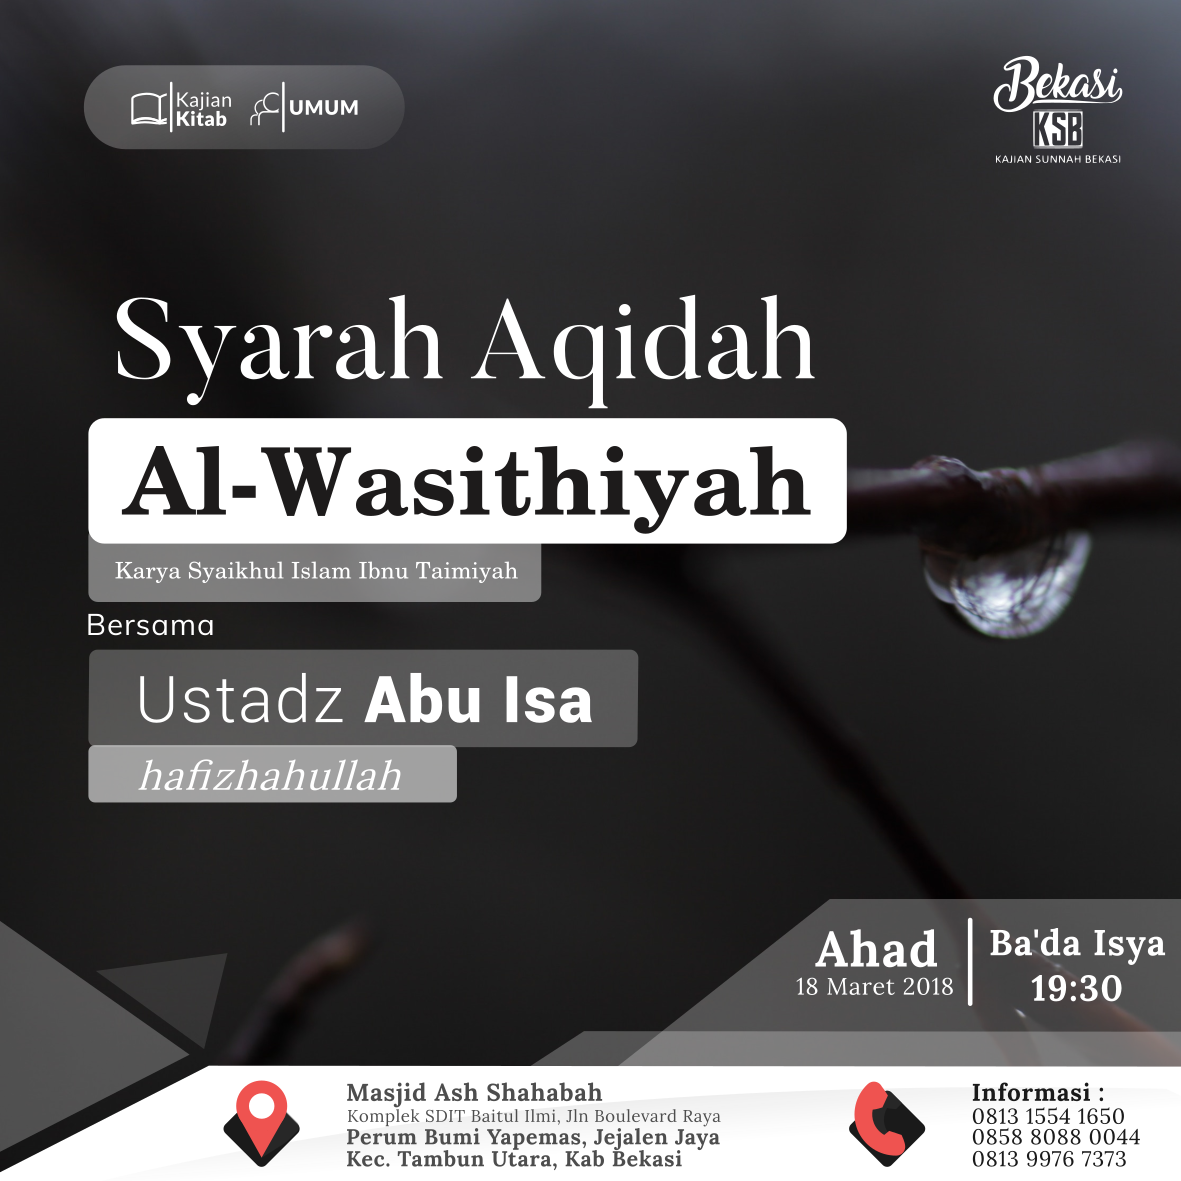 Kajian
Kitab
UMUM
Bekasi
KSB
KAJIAN SUNNAH BEKASI
Syarah Aqidah
Al-Wasithiyah
Karya Syaikhul Islam Ibnu Taimiyah
Bersama
Ustadz Abu Isa
hafizhahullah
Ahad
18 Maret 2018
Ba'da Isya
19:30
Masjid Ash Shahabah
Komplek SDIT Baitul Ilmi, Jln Boulevard Raya
Perum Bumi Yapemas, Jejalen Jaya
Kec. Tambun Utara, Kab Bekasi
Informasi :
0813 1554 1650
0858 8088 0044
0813 9976 7373